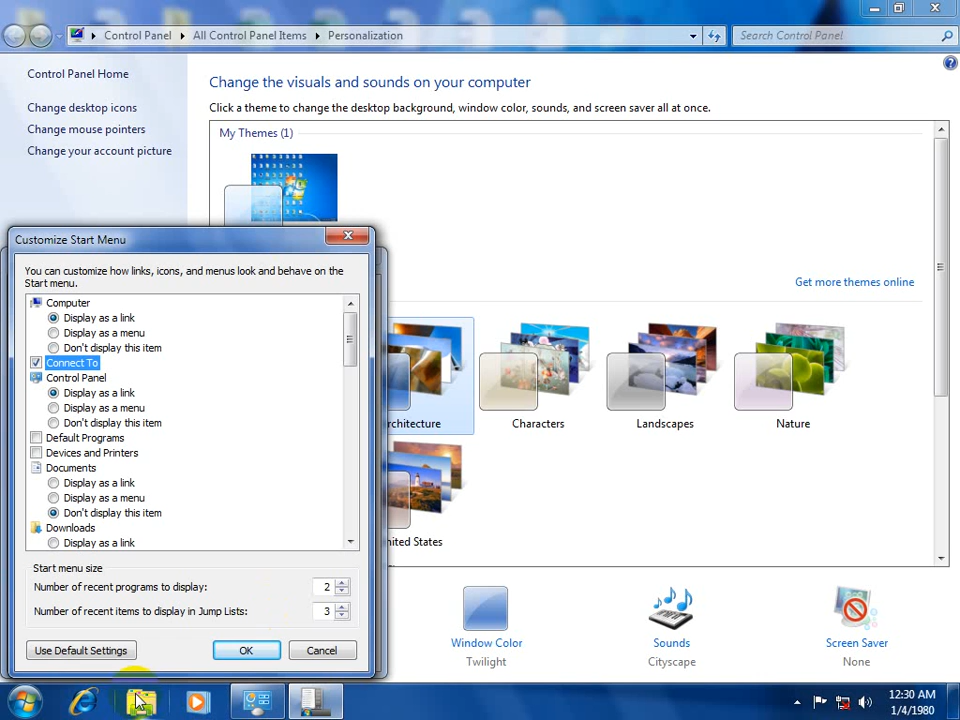 Control Panel All Control Panel Items Personalization Search Control Panel
Control Panel Home
Change desktop icons
Change mouse pointers
Change your account picture
Change the visuals and sounds on your computer
Click a theme to change the desktop background, window color, sounds, and screen saver all at once.
My Themes (1)
Get more themes online
rchitecture
Characters
Landscapes
Nature
nited States
Window Color
Twilight
Sounds
Cityscape
Screen Saver
None
Customize Start Menu
You can customize how links, icons, and menus look and behave on the
Start menu.
Computer
Display as a link
Display as a menu
Don't display this item
Connect To
Control Panel
Display as a link
Display as a menu
Don't display this item
Default Programs
Devices and Printers
Documents
Display as a link
Display as a menu
Don't display this item
Downloads
Display as a link
Start menu size
Number of recent programs to display: 2
Number of recent items to display in Jump Lists: 3
Use Default Settings OK Cancel
12:30 AM
1/4/1980